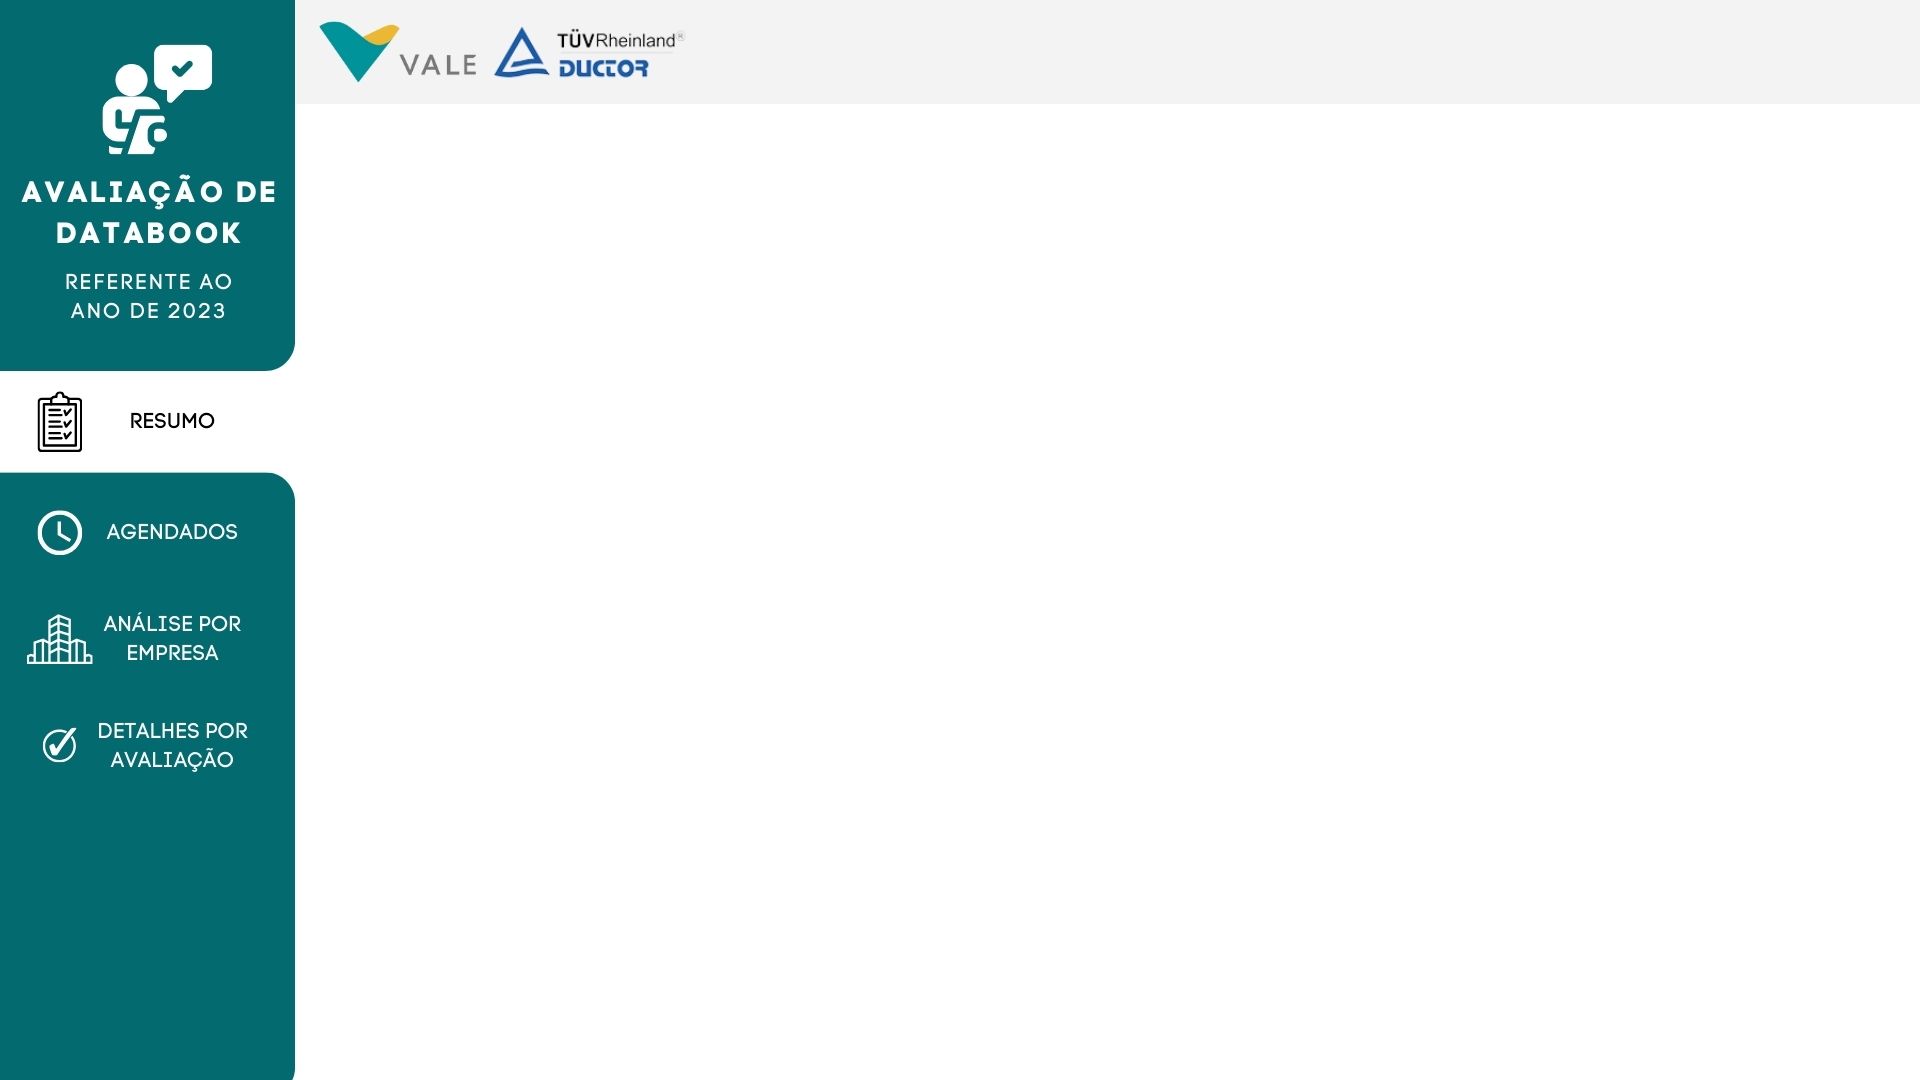 VALE
TÜVRheinland®
DUCTOR
AVALIAÇÃO DE
DATABOOK
REFERENTE AO
ANO DE 2023
RESUMO
AGENDADOS
ANÁLISE POR
EMPRESA
DETALHES POR
AVALIAÇÃO